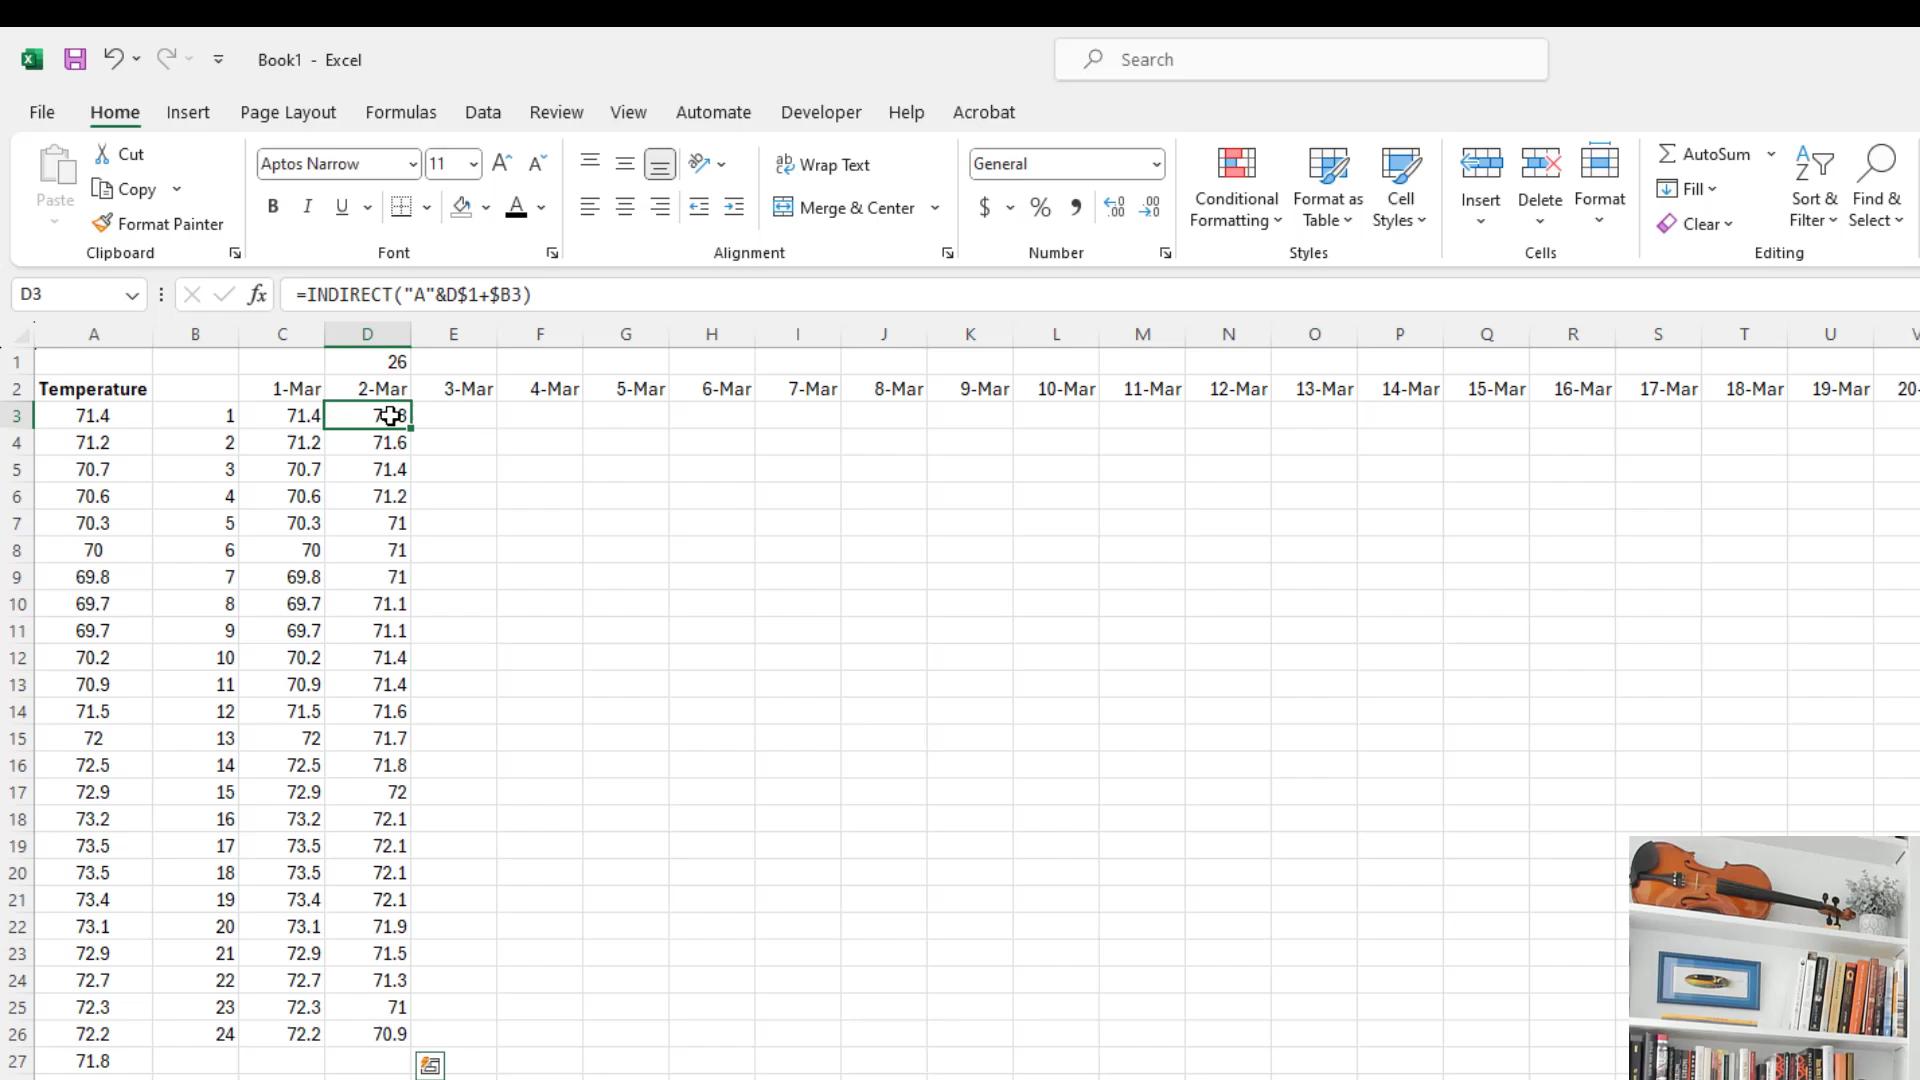 Book1 - Excel
Search
File Home Insert Page Layout Formulas Data Review View Automate Developer Help Acrobat
Paste
Cut
Copy
Format Painter
Clipboard
Aptos Narrow 11
B I U
Font
Wrap Text
Merge & Center
Alignment
General
$ %
Number
Conditional Formatting
Format as Table
Cell Styles
Styles
Insert
Delete
Format
Cells
AutoSum
Fill
Clear
Sort & Filter
Find & Select
Editing
D3 fx =INDIRECT("A"&D$1+$B3)
A B C D E F G H I J K L M N O P Q R S T U
1 26
2 Temperature 1-Mar 2-Mar 3-Mar 4-Mar 5-Mar 6-Mar 7-Mar 8-Mar 9-Mar 10-Mar 11-Mar 12-Mar 13-Mar 14-Mar 15-Mar 16-Mar 17-Mar 18-Mar 19-Mar 20-
3 71.4 1 71.4
4 71.2 2 71.2 71.6
5 70.7 3 70.7 71.4
6 70.6 4 70.6 71.2
7 70.3 5 70.3 71
8 70 6 70 71
9 69.8 7 69.8 71
10 69.7 8 69.7 71.1
11 69.7 9 69.7 71.1
12 70.2 10 70.2 71.4
13 70.9 11 70.9 71.4
14 71.5 12 71.5 71.6
15 72 13 72 71.7
16 72.5 14 72.5 71.8
17 72.9 15 72.9 72
18 73.2 16 73.2 72.1
19 73.5 17 73.5 72.1
20 73.5 18 73.5 72.1
21 73.4 19 73.4 72.1
22 73.1 20 73.1 71.9
23 72.9 21 72.9 71.5
24 72.7 22 72.7 71.3
25 72.3 23 72.3 71
26 72.2 24 72.2 70.9
27 71.8